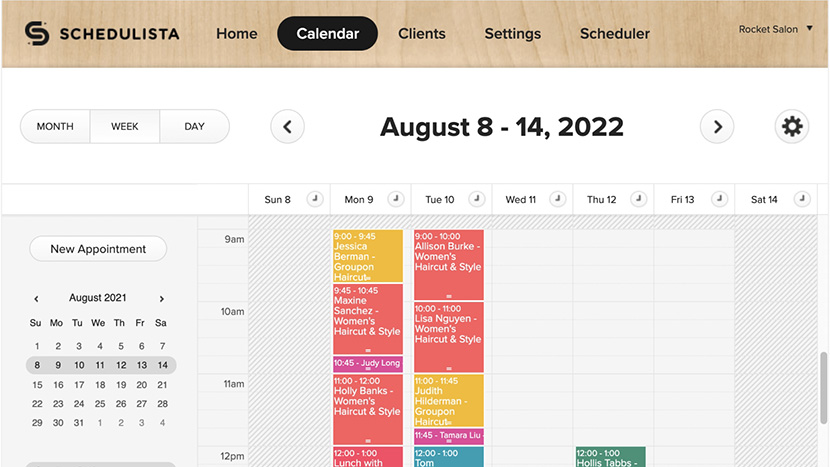 SCHEDULISTA
Home Calendar Clients Settings Scheduler
Rocket Salon
MONTH WEEK DAY
August 8 - 14, 2022
Sun 8 Mon 9 Tue 10 Wed 11 Thu 12 Fri 13 Sat 14
New Appointment
August 2021
Su Mo Tu We Th Fr Sa
1 2 3 4 5 6 7
8 9 10 11 12 13 14
15 16 17 18 19 20 21
22 23 24 25 26 27 28
29 30 31 1 2 3 4
9am
10am
11am
12pm
9:00 - 9:45
Jessica
Berman -
Groupon
Haircut
9:45 - 10:45
Maxine
Sanchez -
Women's
Haircut & Style
10:45 - Judy Long
11:00 - 12:00
Holly Banks -
Women's
Haircut & Style
12:00 - 1:00
Lunch with
9:00 - 10:00
Allison Burke -
Women's
Haircut & Style
10:00 - 11:00
Lisa Nguyen -
Women's
Haircut & Style
11:00 - 11:45
Judith
Hilderman -
Groupon
Haircut
11:45 - Tamara Liu -
12:00 - 1:00
Tom
12:00 - 1:00
Hollis Tabbs -